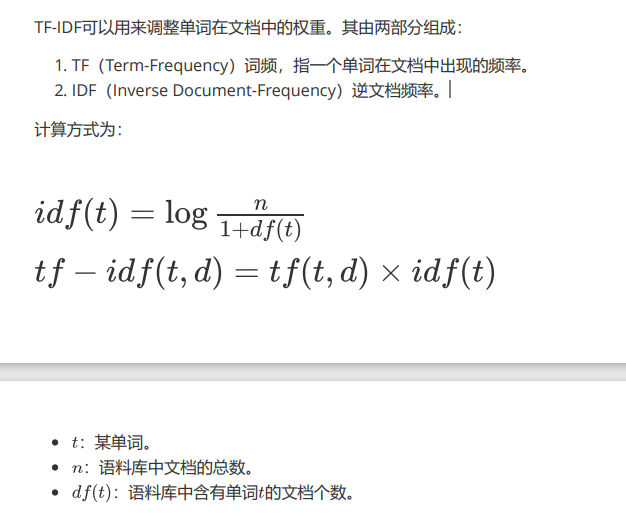 TF-IDF可以用来调整单词在文档中的权重。其由两部分组成：
1. TF（Term-Frequency）词频，指一个单词在文档中出现的频率。
2. IDF（Inverse Document-Frequency）逆文档频率。
计算方式为：
idf(t) = log n/(1+df(t))
tf − idf(t, d) = tf(t, d) × idf(t)
• t：某单词。
• n：语料库中文档的总数。
• df(t)：语料库中含有单词t的文档个数。